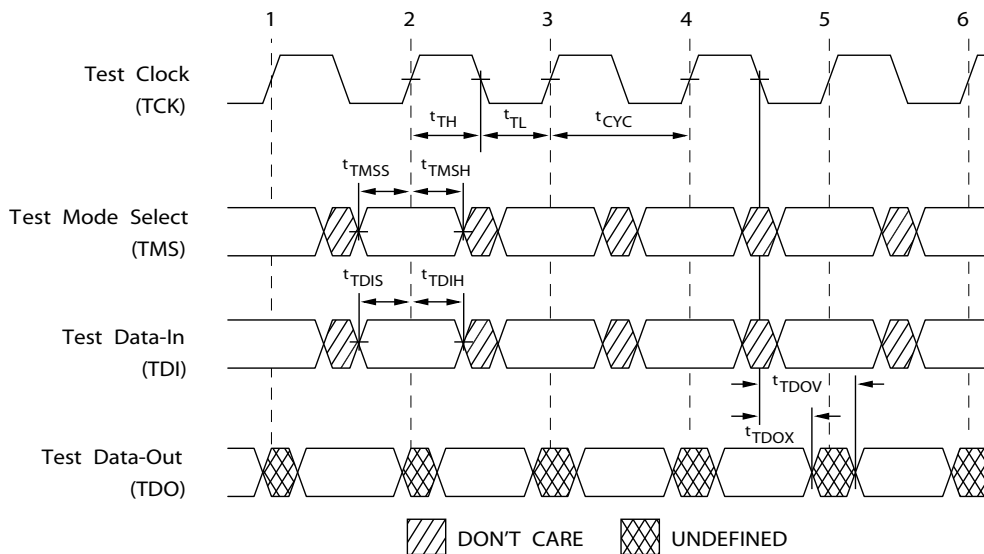 1 2 3 4 5 6
Test Clock
(TCK)
tTH tTL tCYC
tTMSS tTMSH
Test Mode Select
(TMS)
tTDIS tTDIH
Test Data-In
(TDI)
tTDOV
tTDOX
Test Data-Out
(TDO)
DON'T CARE UNDEFINED